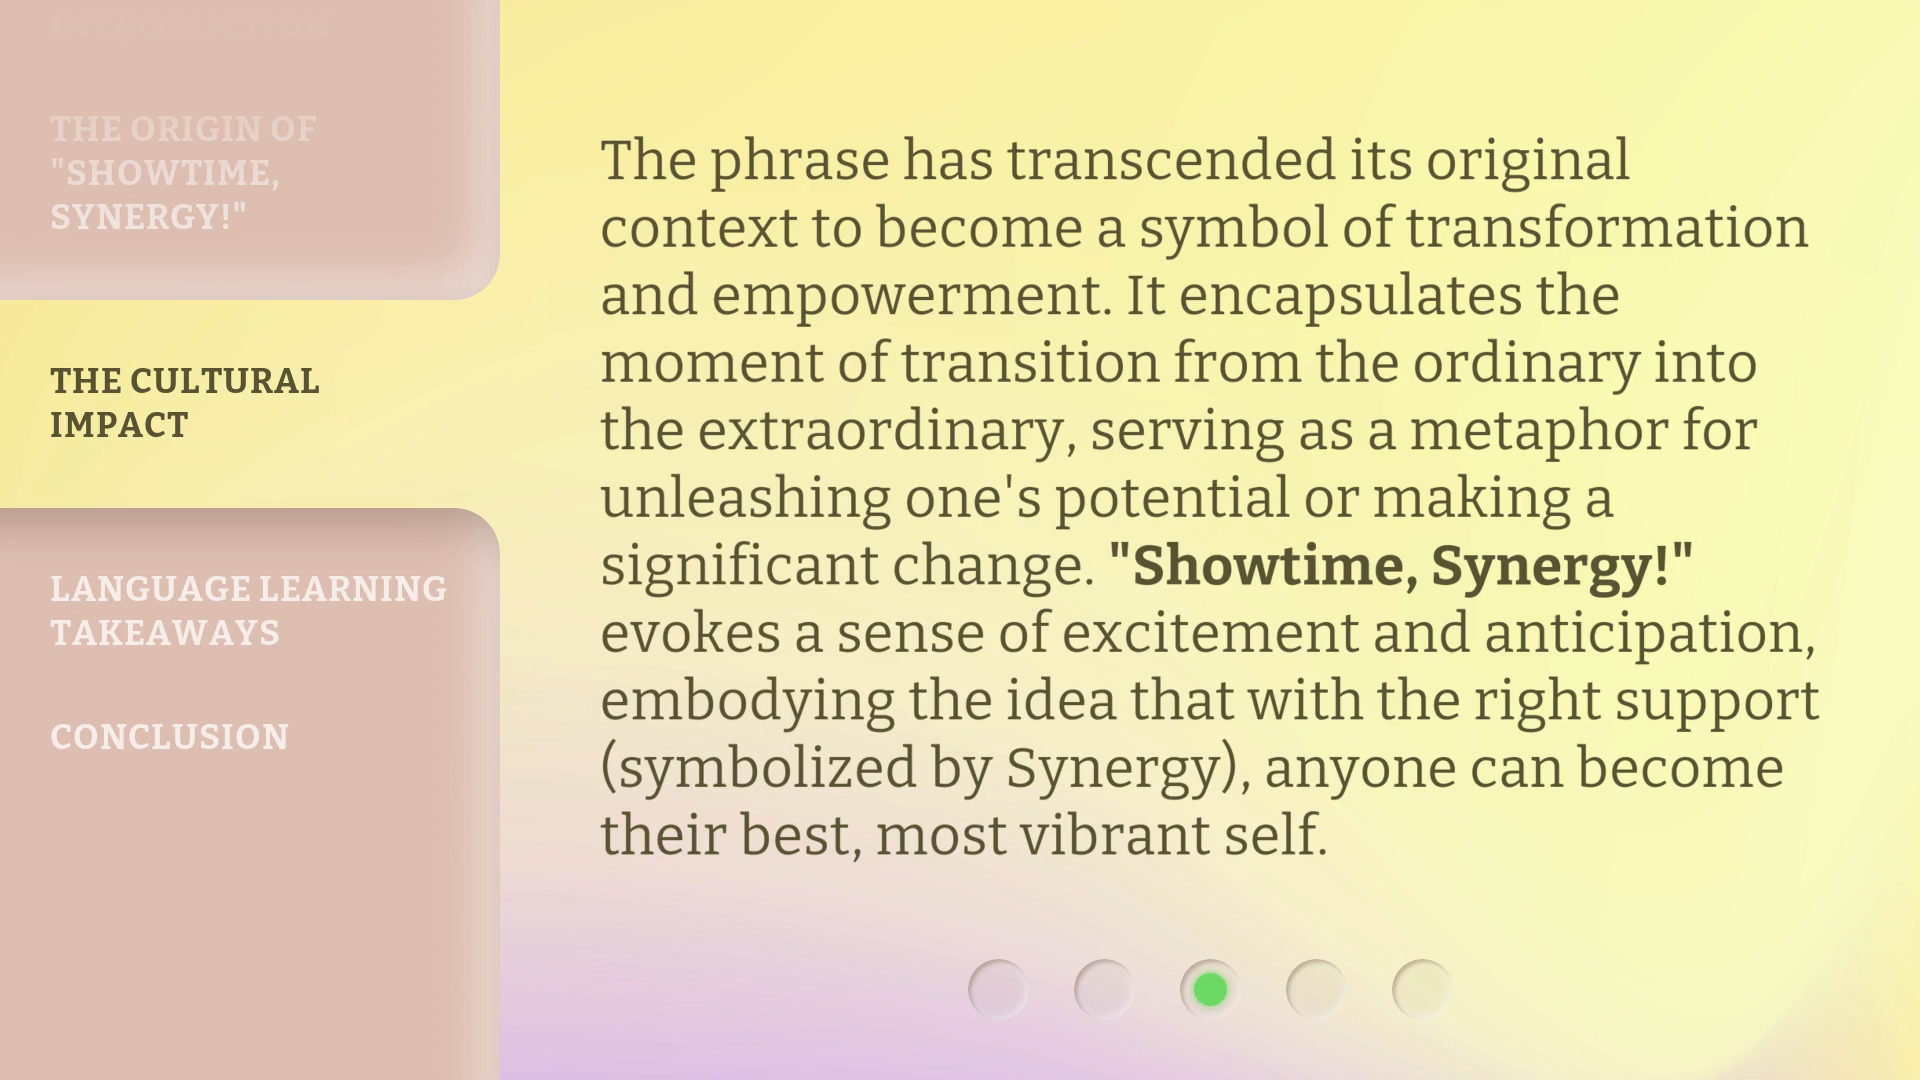 INTRODUCTION
THE ORIGIN OF
"SHOWTIME,
SYNERGY!"
THE CULTURAL
IMPACT
LANGUAGE LEARNING
TAKEAWAYS
CONCLUSION
The phrase has transcended its original
context to become a symbol of transformation
and empowerment. It encapsulates the
moment of transition from the ordinary into
the extraordinary, serving as a metaphor for
unleashing one's potential or making a
significant change. "Showtime, Synergy!"
evokes a sense of excitement and anticipation,
embodying the idea that with the right support
(symbolized by Synergy), anyone can become
their best, most vibrant self.